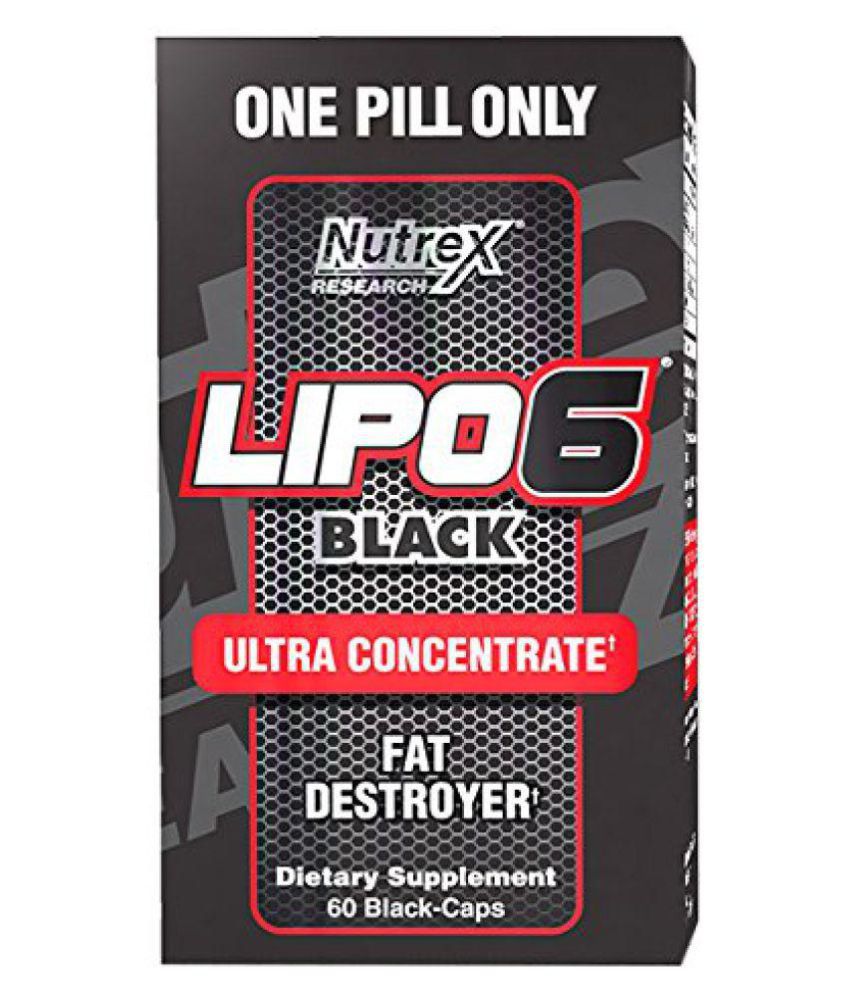 ONE PILL ONLY
Nutrex®
RESEARCH
LIPO6®
BLACK
ULTRA CONCENTRATE†
FAT
DESTROYER†
Dietary Supplement
60 Black-Caps